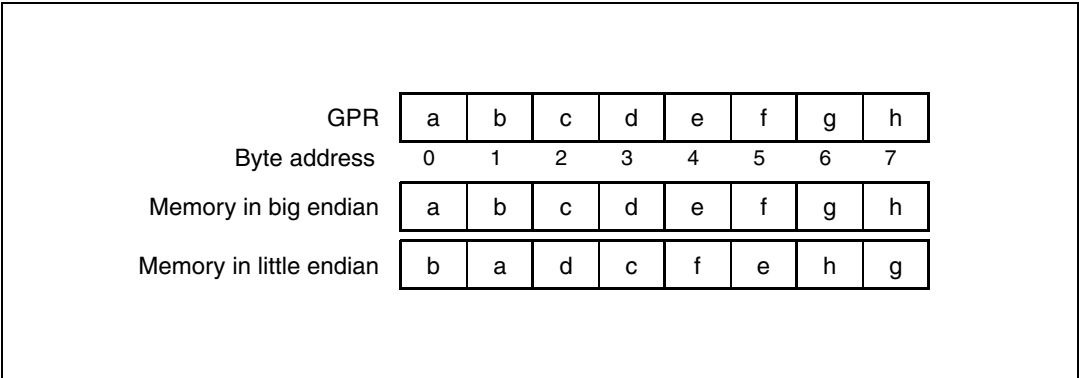 GPR a b c d e f g h
Byte address 0 1 2 3 4 5 6 7
Memory in big endian a b c d e f g h
Memory in little endian b a d c f e h g